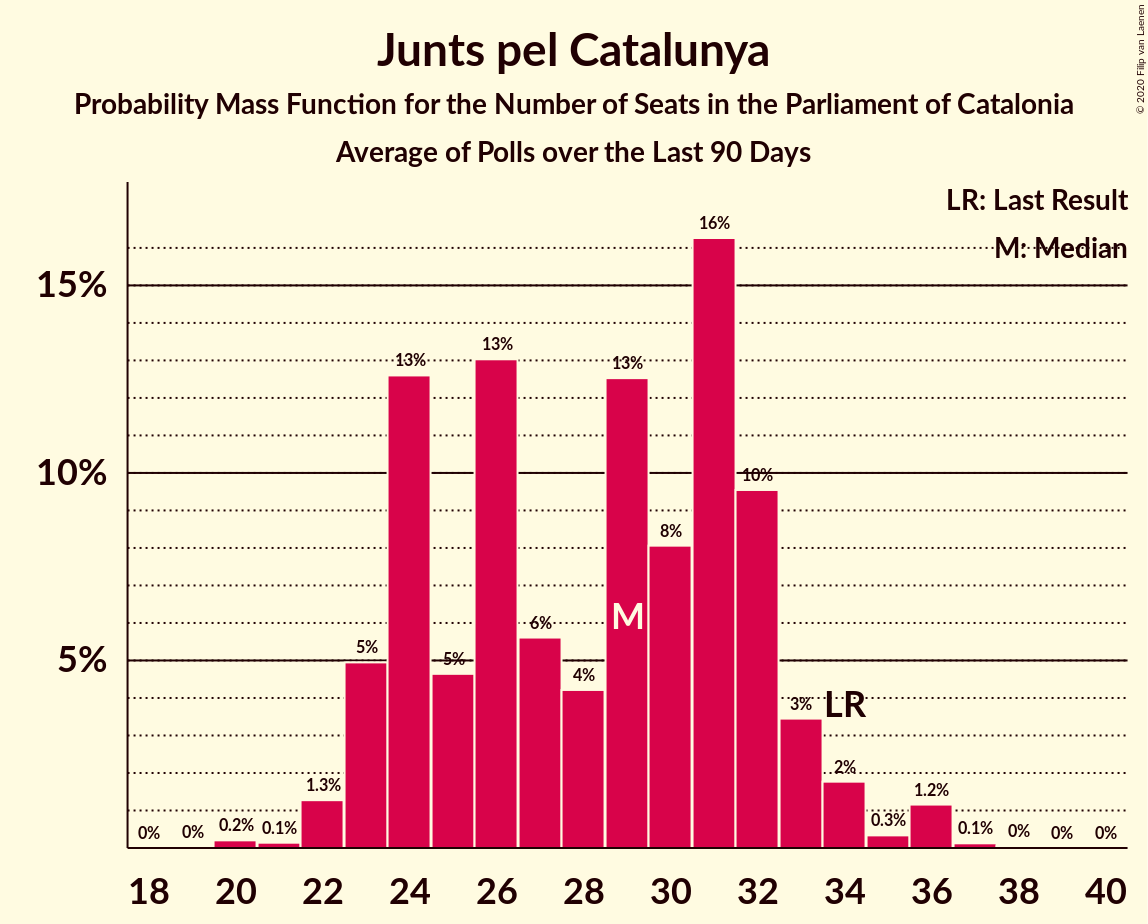 Junts pel Catalunya
Probability Mass Function for the Number of Seats in the Parliament of Catalonia
Average of Polls over the Last 90 Days
© 2020 Filip van Laenen
LR: Last Result
M: Median
15%
10%
5%
0%
0%
0.2%
0.1%
1.3%
5%
13%
5%
13%
6%
4%
13%
8%
16%
10%
3%
2%
0.3%
1.2%
0.1%
0%
0%
0%
M
LR
18 20 22 24 26 28 30 32 34 36 38 40